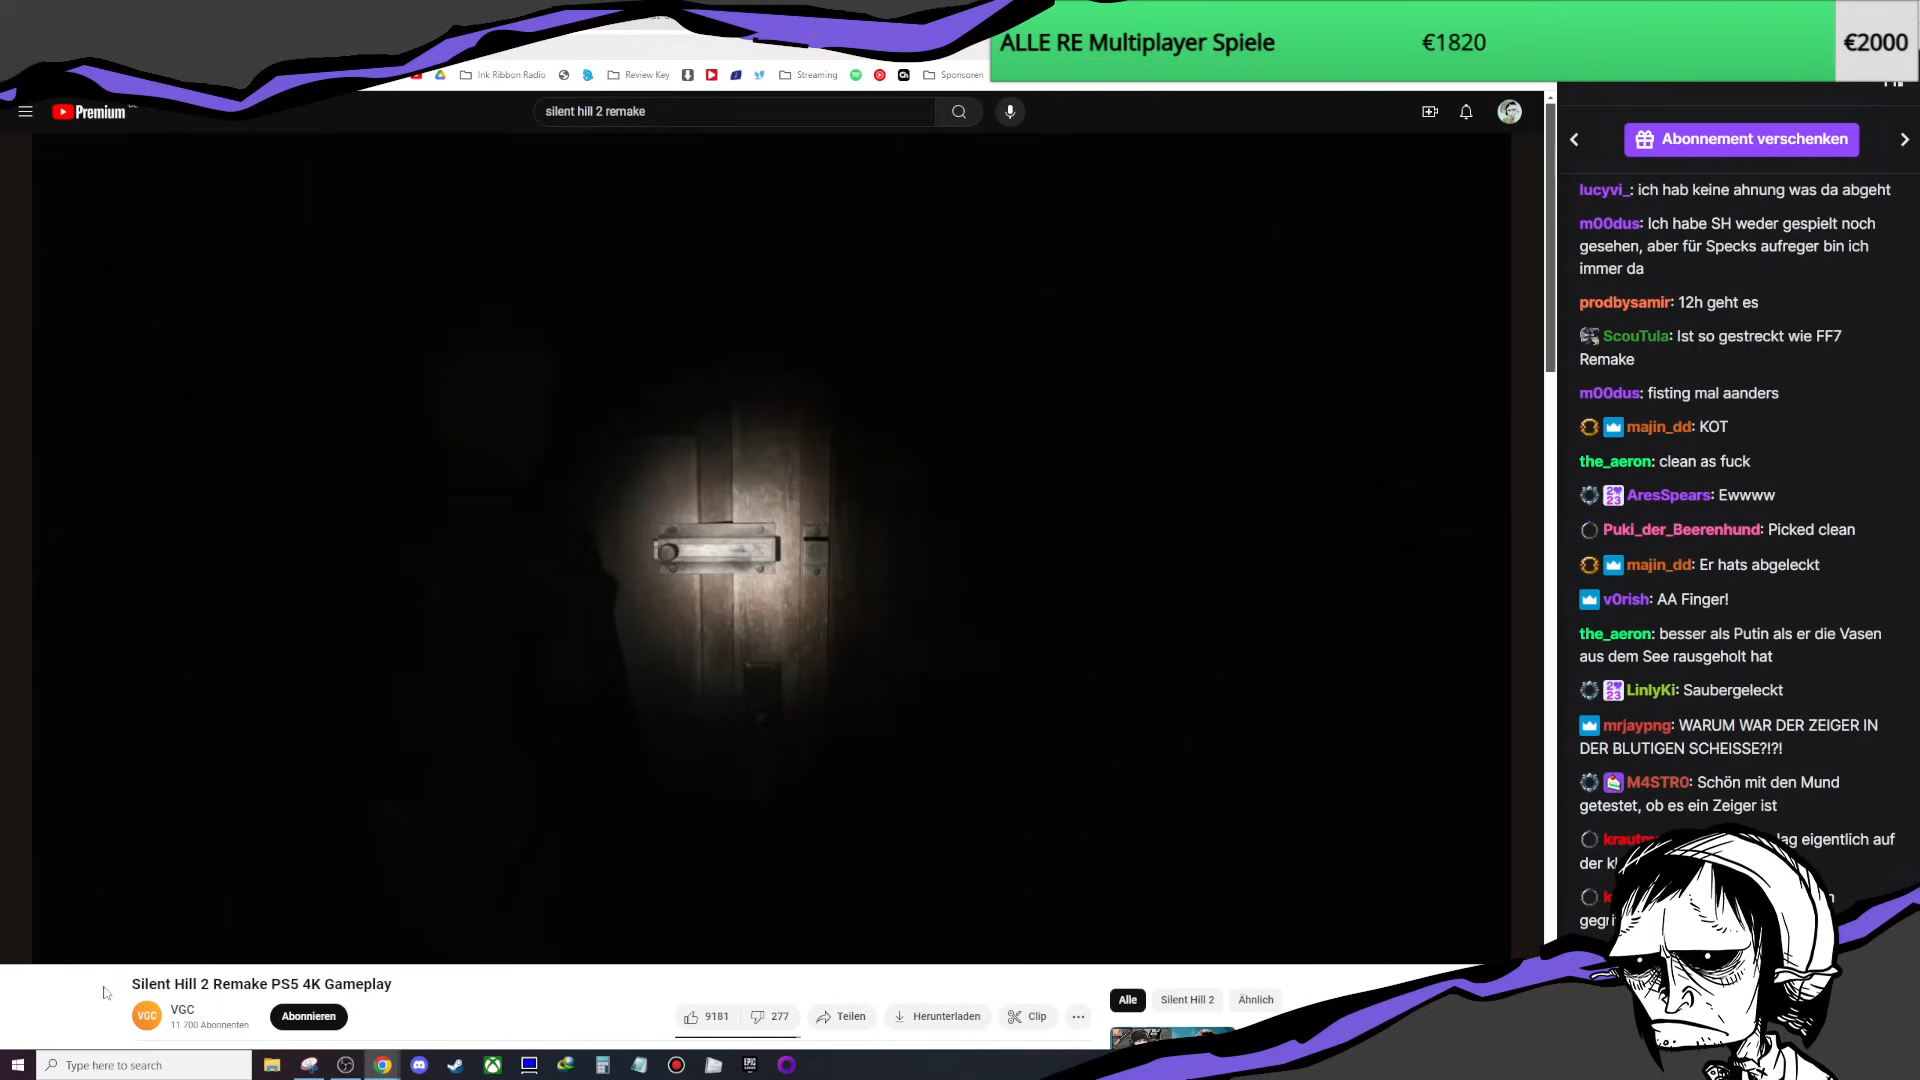 ALLE RE Multiplayer Spiele €1820 €2000
Ink Ribbon Radio Review Key Streaming Sponsoren
Premium
silent hill 2 remake
Abonnement verschenken
lucyvi_: ich hab keine ahnung was da abgeht
m00dus: Ich habe SH weder gespielt noch
gesehen, aber für Specks aufreger bin ich
immer da
prodbysamir: 12h geht es
ScouTula: Ist so gestreckt wie FF7
Remake
m00dus: fisting mal aanders
majin_dd: KOT
the_aeron: clean as fuck
AresSpears: Ewwww
Puki_der_Beerenhund: Picked clean
majin_dd: Er hats abgeleckt
v0rish: AA Finger!
the_aeron: besser als Putin als er die Vasen
aus dem See rausgeholt hat
LinlyKi: Saubergeleckt
mrjaypng: WARUM WAR DER ZEIGER IN
DER BLUTIGEN SCHEISSE?!?!
M4STR0: Schön mit den Mund
getestet, ob es ein Zeiger ist
eigentlich auf
der
Silent Hill 2 Remake PS5 4K Gameplay
VGC
VGC
11 700 Abonnenten
Abonnieren
9181 277 Teilen Herunterladen Clip
Alle Silent Hill 2 Ähnlich
Type here to search
EPIC GAMES